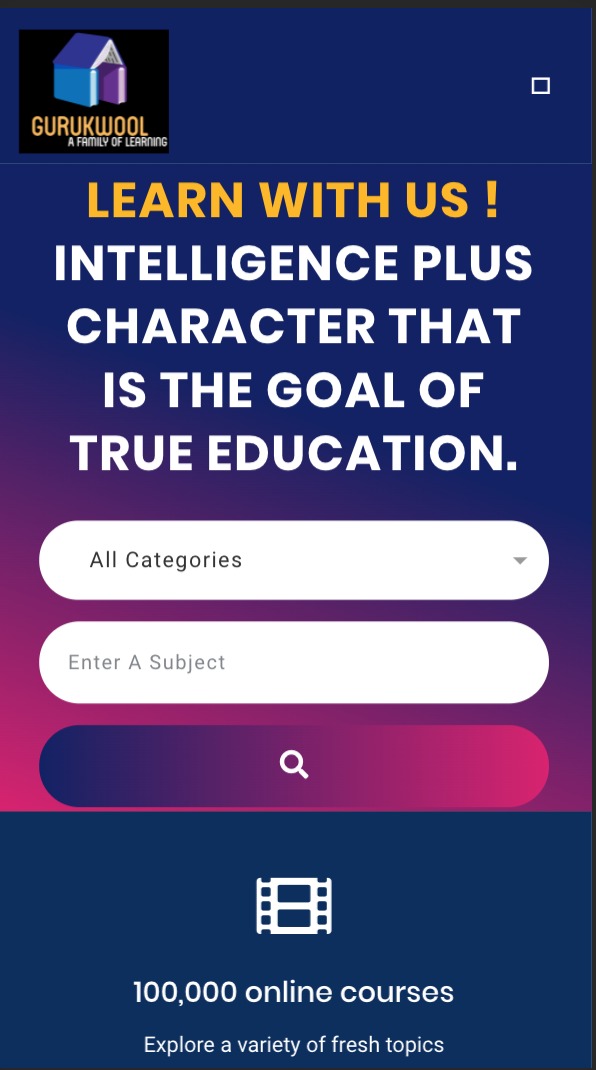 GURUKWOOL
A FAMILY OF LEARNING
LEARN WITH US !
INTELLIGENCE PLUS
CHARACTER THAT
IS THE GOAL OF
TRUE EDUCATION.
All Categories
Enter A Subject
100,000 online courses
Explore a variety of fresh topics